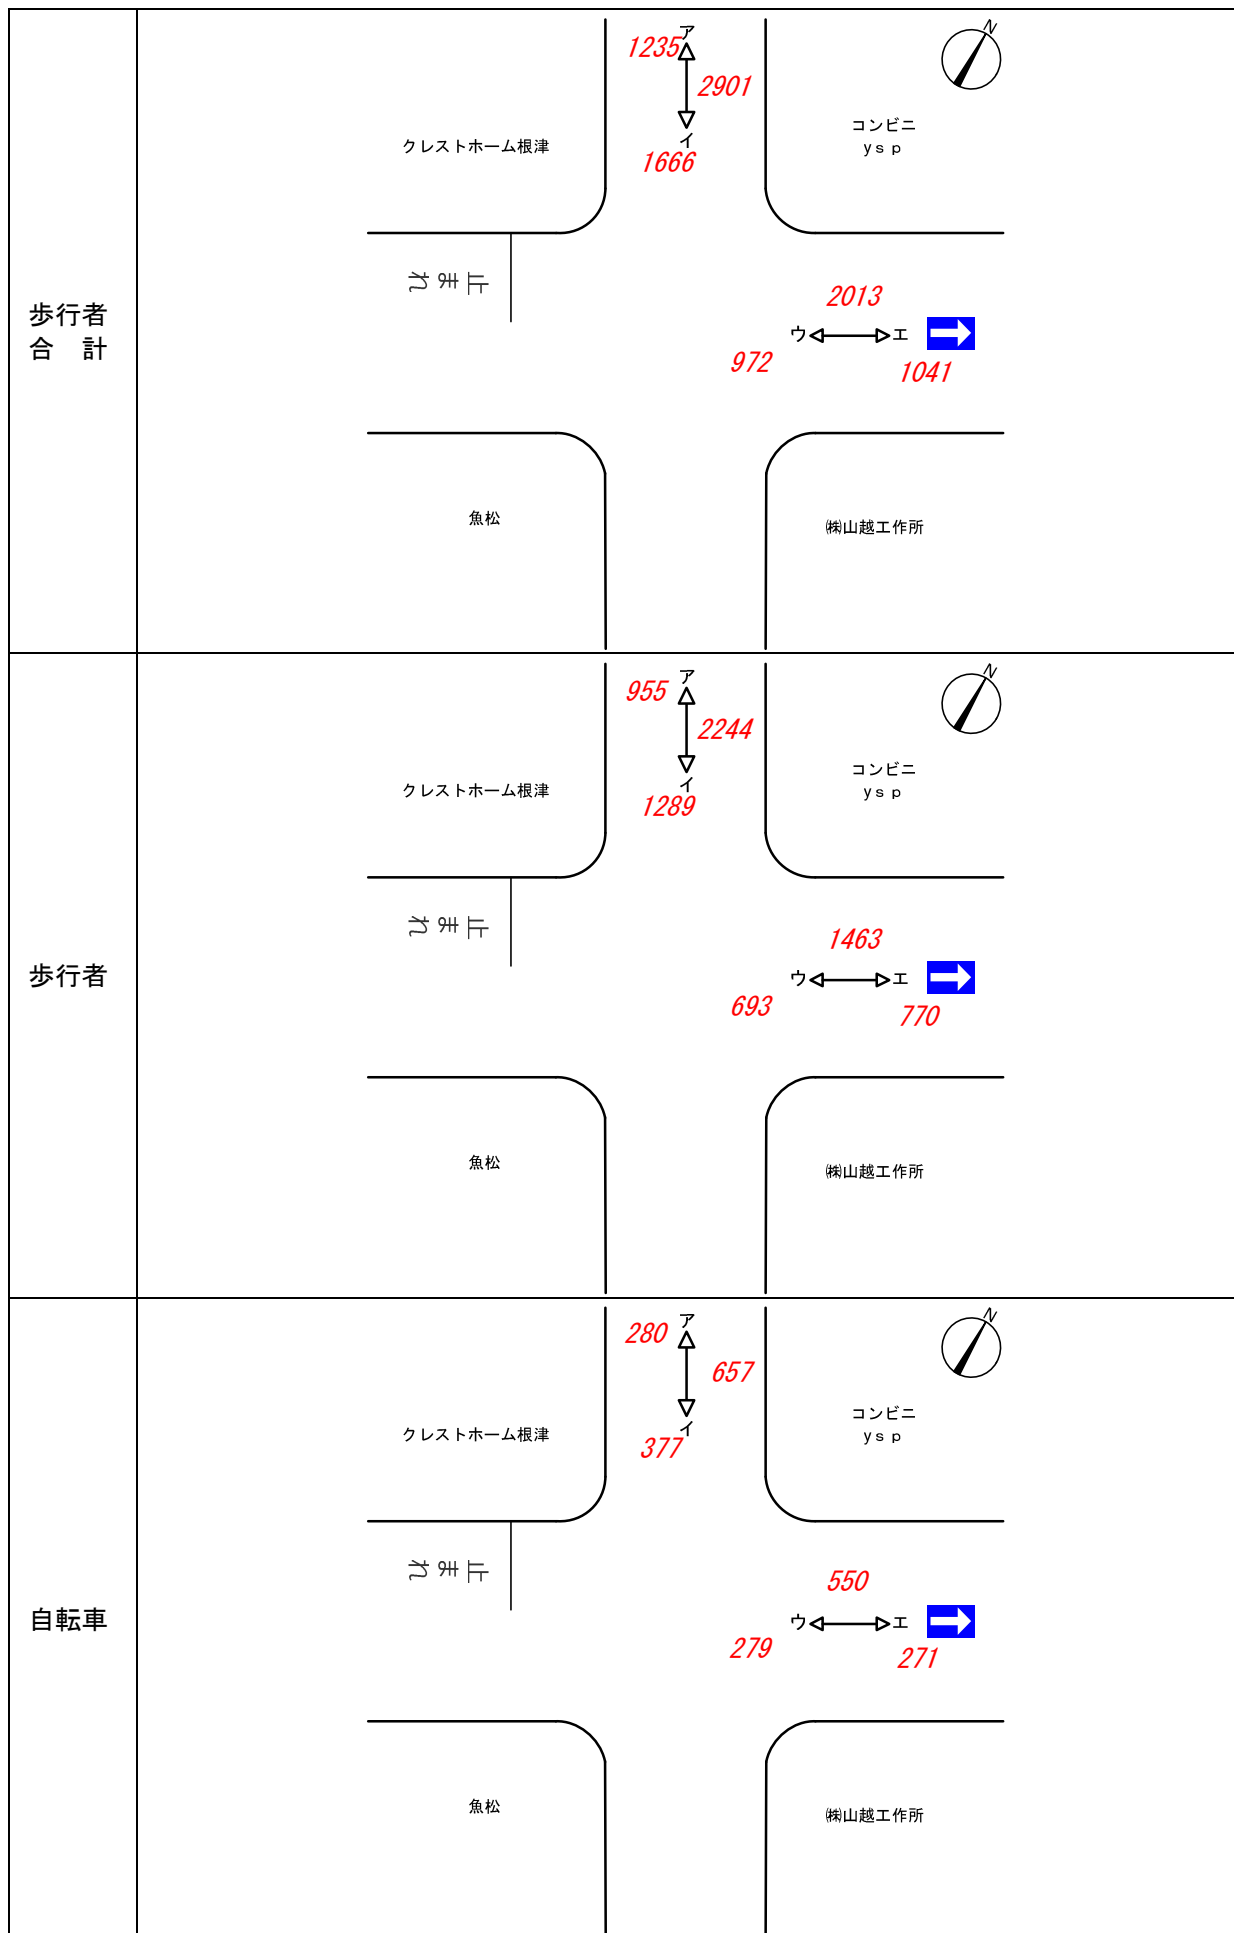 歩行者
合 計
ア
1235
2901
イ
1666
N
クレストホーム根津
コンビニ
ysp
止まれ
2013
ウ
エ
972
1041
魚松
㈱山越工作所
歩行者
ア
955
2244
イ
1289
N
クレストホーム根津
コンビニ
ysp
止まれ
1463
ウ
エ
693
770
魚松
㈱山越工作所
自転車
ア
280
657
イ
377
N
クレストホーム根津
コンビニ
ysp
止まれ
550
ウ
エ
279
271
魚松
㈱山越工作所